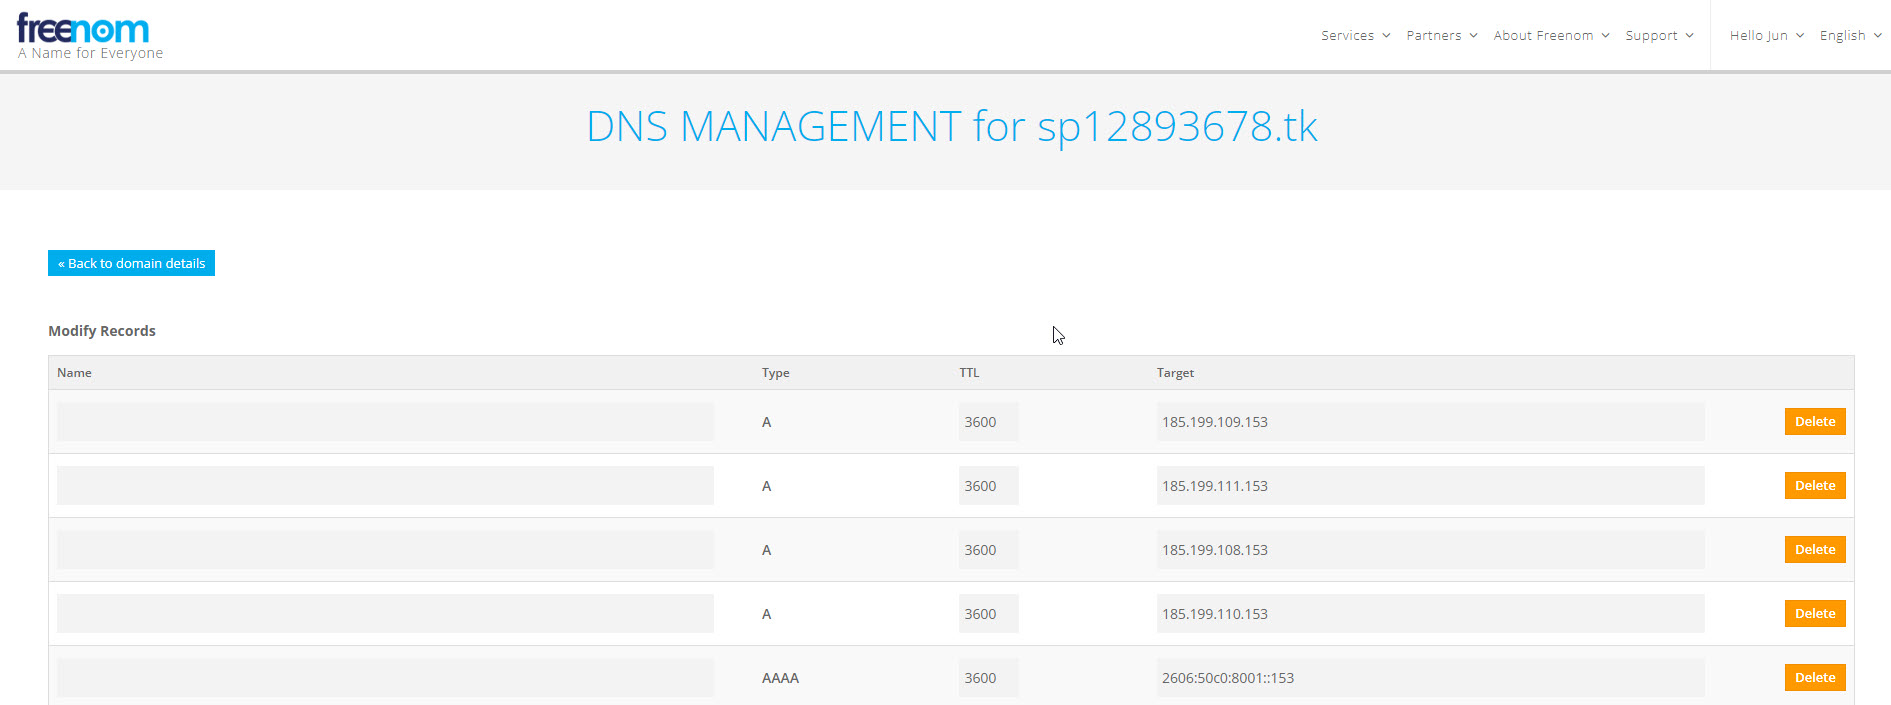 freenom
A Name for Everyone
Services Partners About Freenom Support Hello Jun English
DNS MANAGEMENT for sp12893678.tk
« Back to domain details
Modify Records
Name Type TTL Target
A 3600 185.199.109.153 Delete
A 3600 185.199.111.153 Delete
A 3600 185.199.108.153 Delete
A 3600 185.199.110.153 Delete
AAAA 3600 2606:50c0:8001::153 Delete